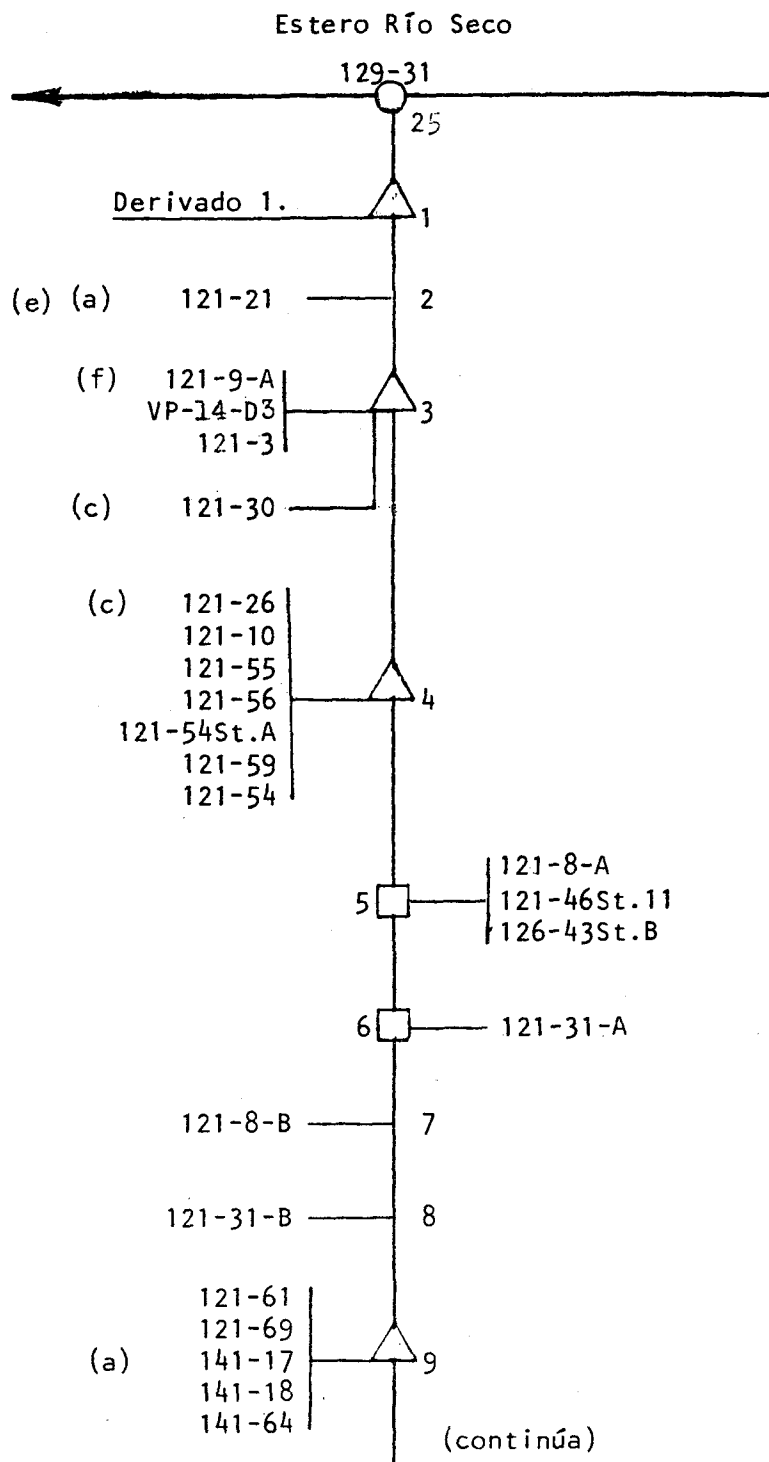 Estero Río Seco
129-31
25
Derivado 1.
1
(e) (a) 121-21 2
(f) 121-9-A
VP-14-D3 3
121-3
(c) 121-30
(c) 121-26
121-10
121-55
121-56 4
121-54St.A
121-59
121-54
121-8-A
5 121-46St.11
126-43St.B
6 121-31-A
121-8-B 7
121-31-B 8
121-61
121-69
(a) 141-17 9
141-18
141-64
(continúa)